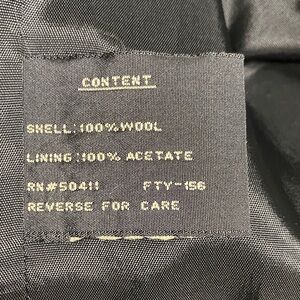 CONTENT
SHELL:100%WOOL
LINING:100% ACETATE
RN#50411 FTY-156
REVERSE FOR CARE